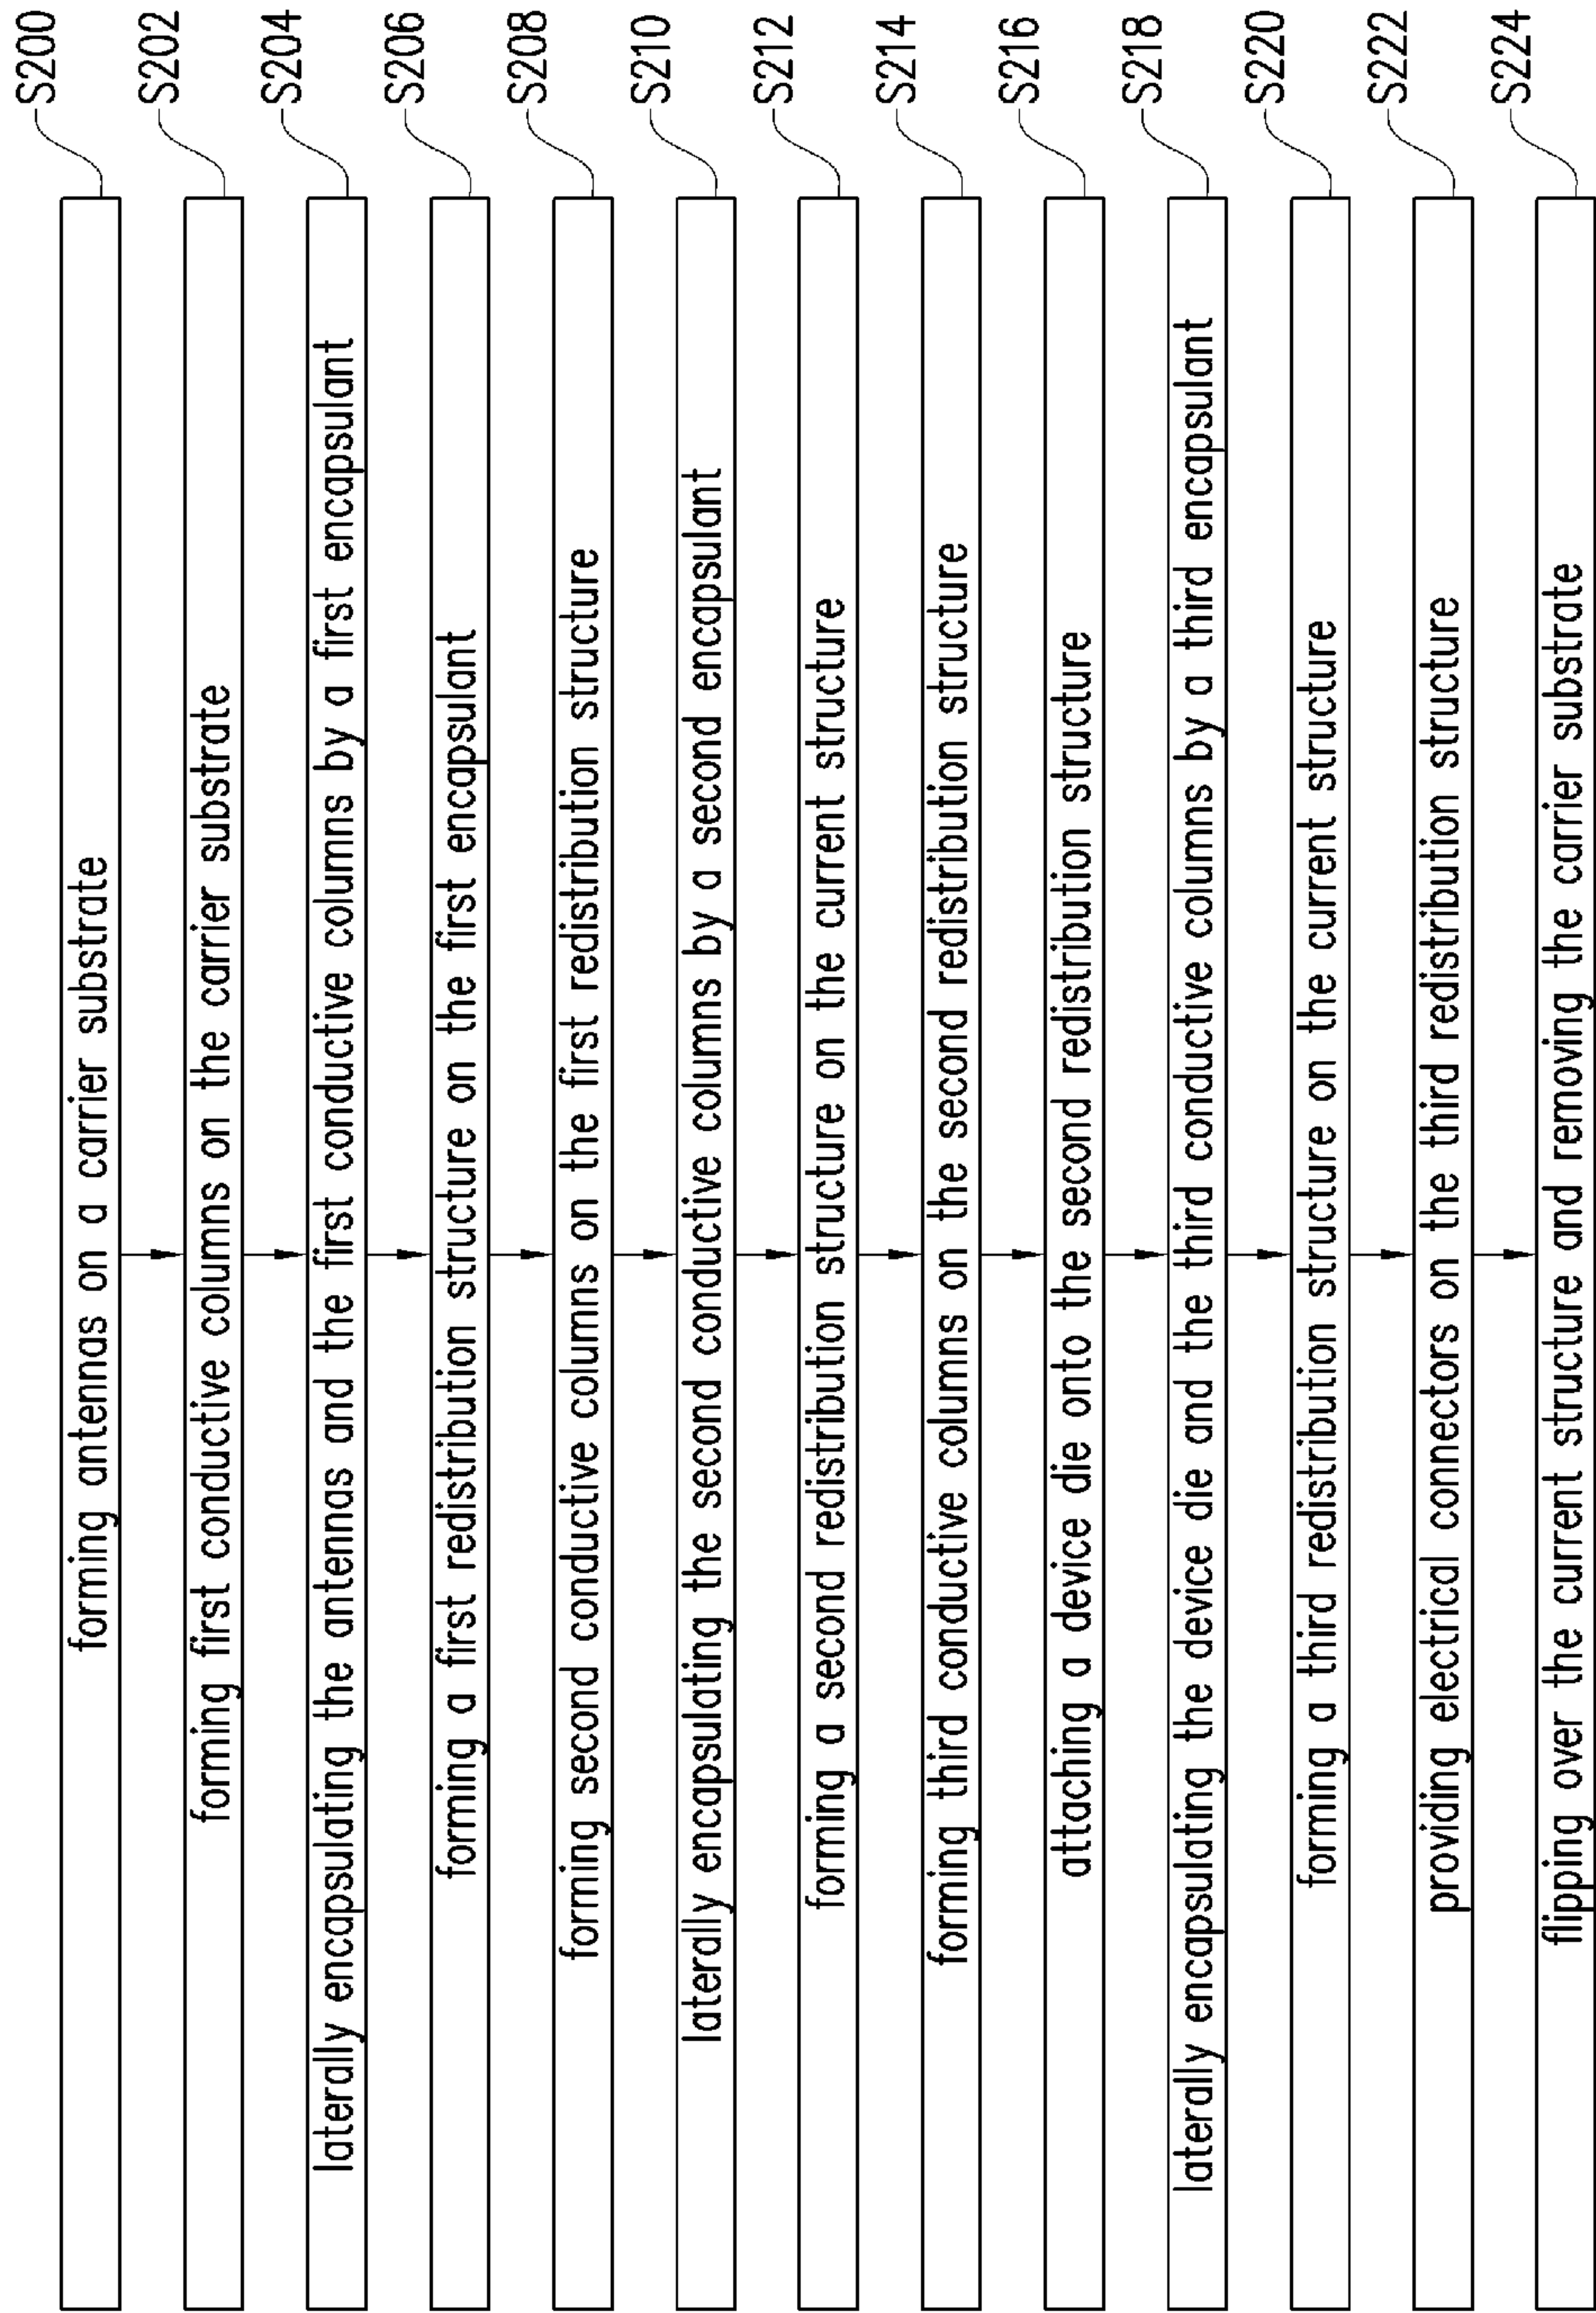 forming antennas on a carrier substrate S200
forming first conductive columns on the carrier substrate S202
laterally encapsulating the antennas and the first conductive columns by a first encapsulant S204
forming a first redistribution structure on the first encapsulant S206
forming second conductive columns on the first redistribution structure S208
laterally encapsulating the second conductive columns by a second encapsulant S210
forming a second redistribution structure on the current structure S212
forming third conductive columns on the second redistribution structure S214
attaching a device die onto the second redistribution structure S216
laterally encapsulating the device die and the third conductive columns by a third encapsulant S218
forming a third redistribution structure on the current structure S220
providing electrical connectors on the third redistribution structure S222
flipping over the current structure and removing the carrier substrate S224